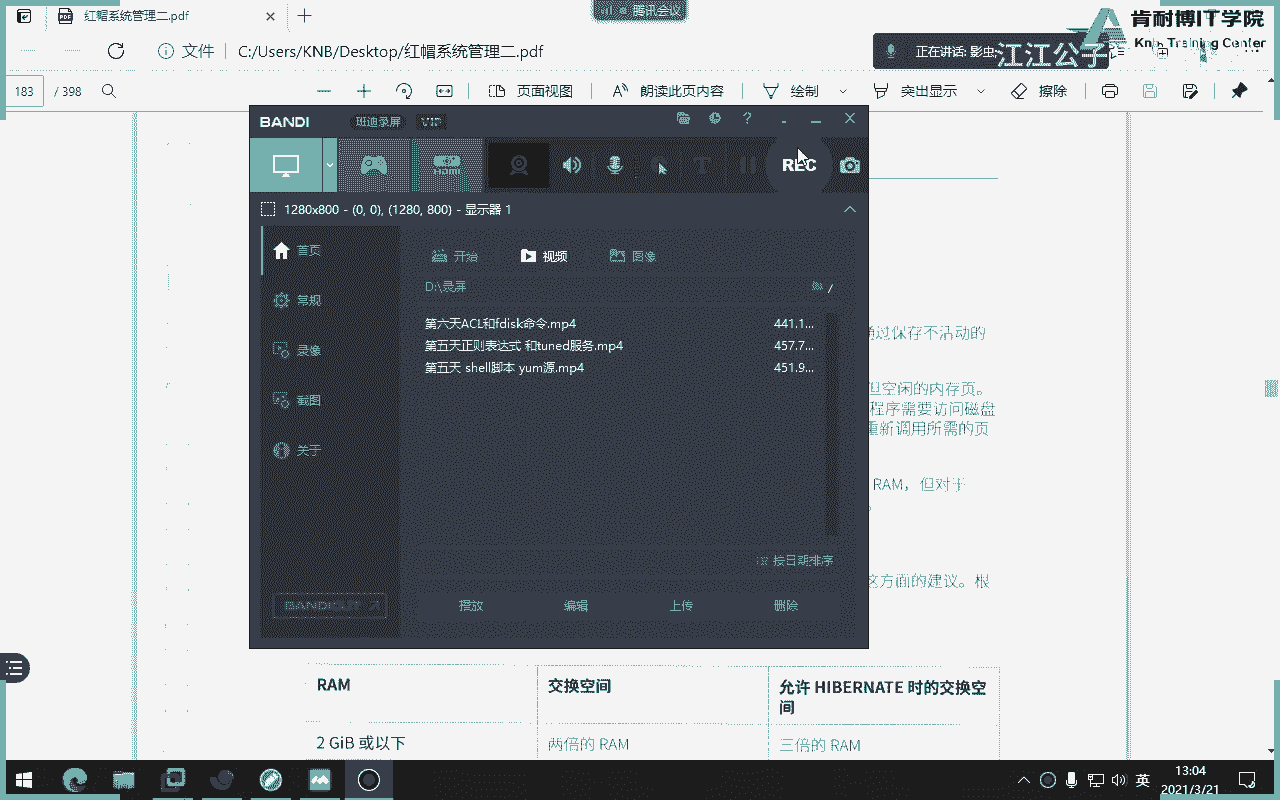 红帽系统管理二.pdf
腾讯会议
肯耐博IT学院
Knb Training Center
文件
C:/Users/KNB/Desktop/红帽系统管理二.pdf
正在讲话: 影虫
江江公子
183 / 398
页面视图
朗读此页内容
绘制
突出显示
擦除
BANDI
班迪录屏
VIP
HDMI
T
REC
1280x800 - (0, 0), (1280, 800) - 显示器 1
首页
常规
录像
截图
关于
开始
视频
图像
D:\录屏
第六天ACL和fdisk命令.mp4 441.1...
第五天正则表达式 和tuned服务.mp4 457.7...
第五天 shell脚本 yum源.mp4 451.9...
按日期排序
BANDICUT
播放
编辑
上传
删除
通过保存不活动的
但空闲的内存页。
程序需要访问磁盘
重新调用所需的页
RAM，但对于
这方面的建议。根
RAM
交换空间
允许 HIBERNATE 时的交换空
间
2 GiB 或以下
两倍的 RAM
三倍的 RAM
英
13:04
2021/3/21